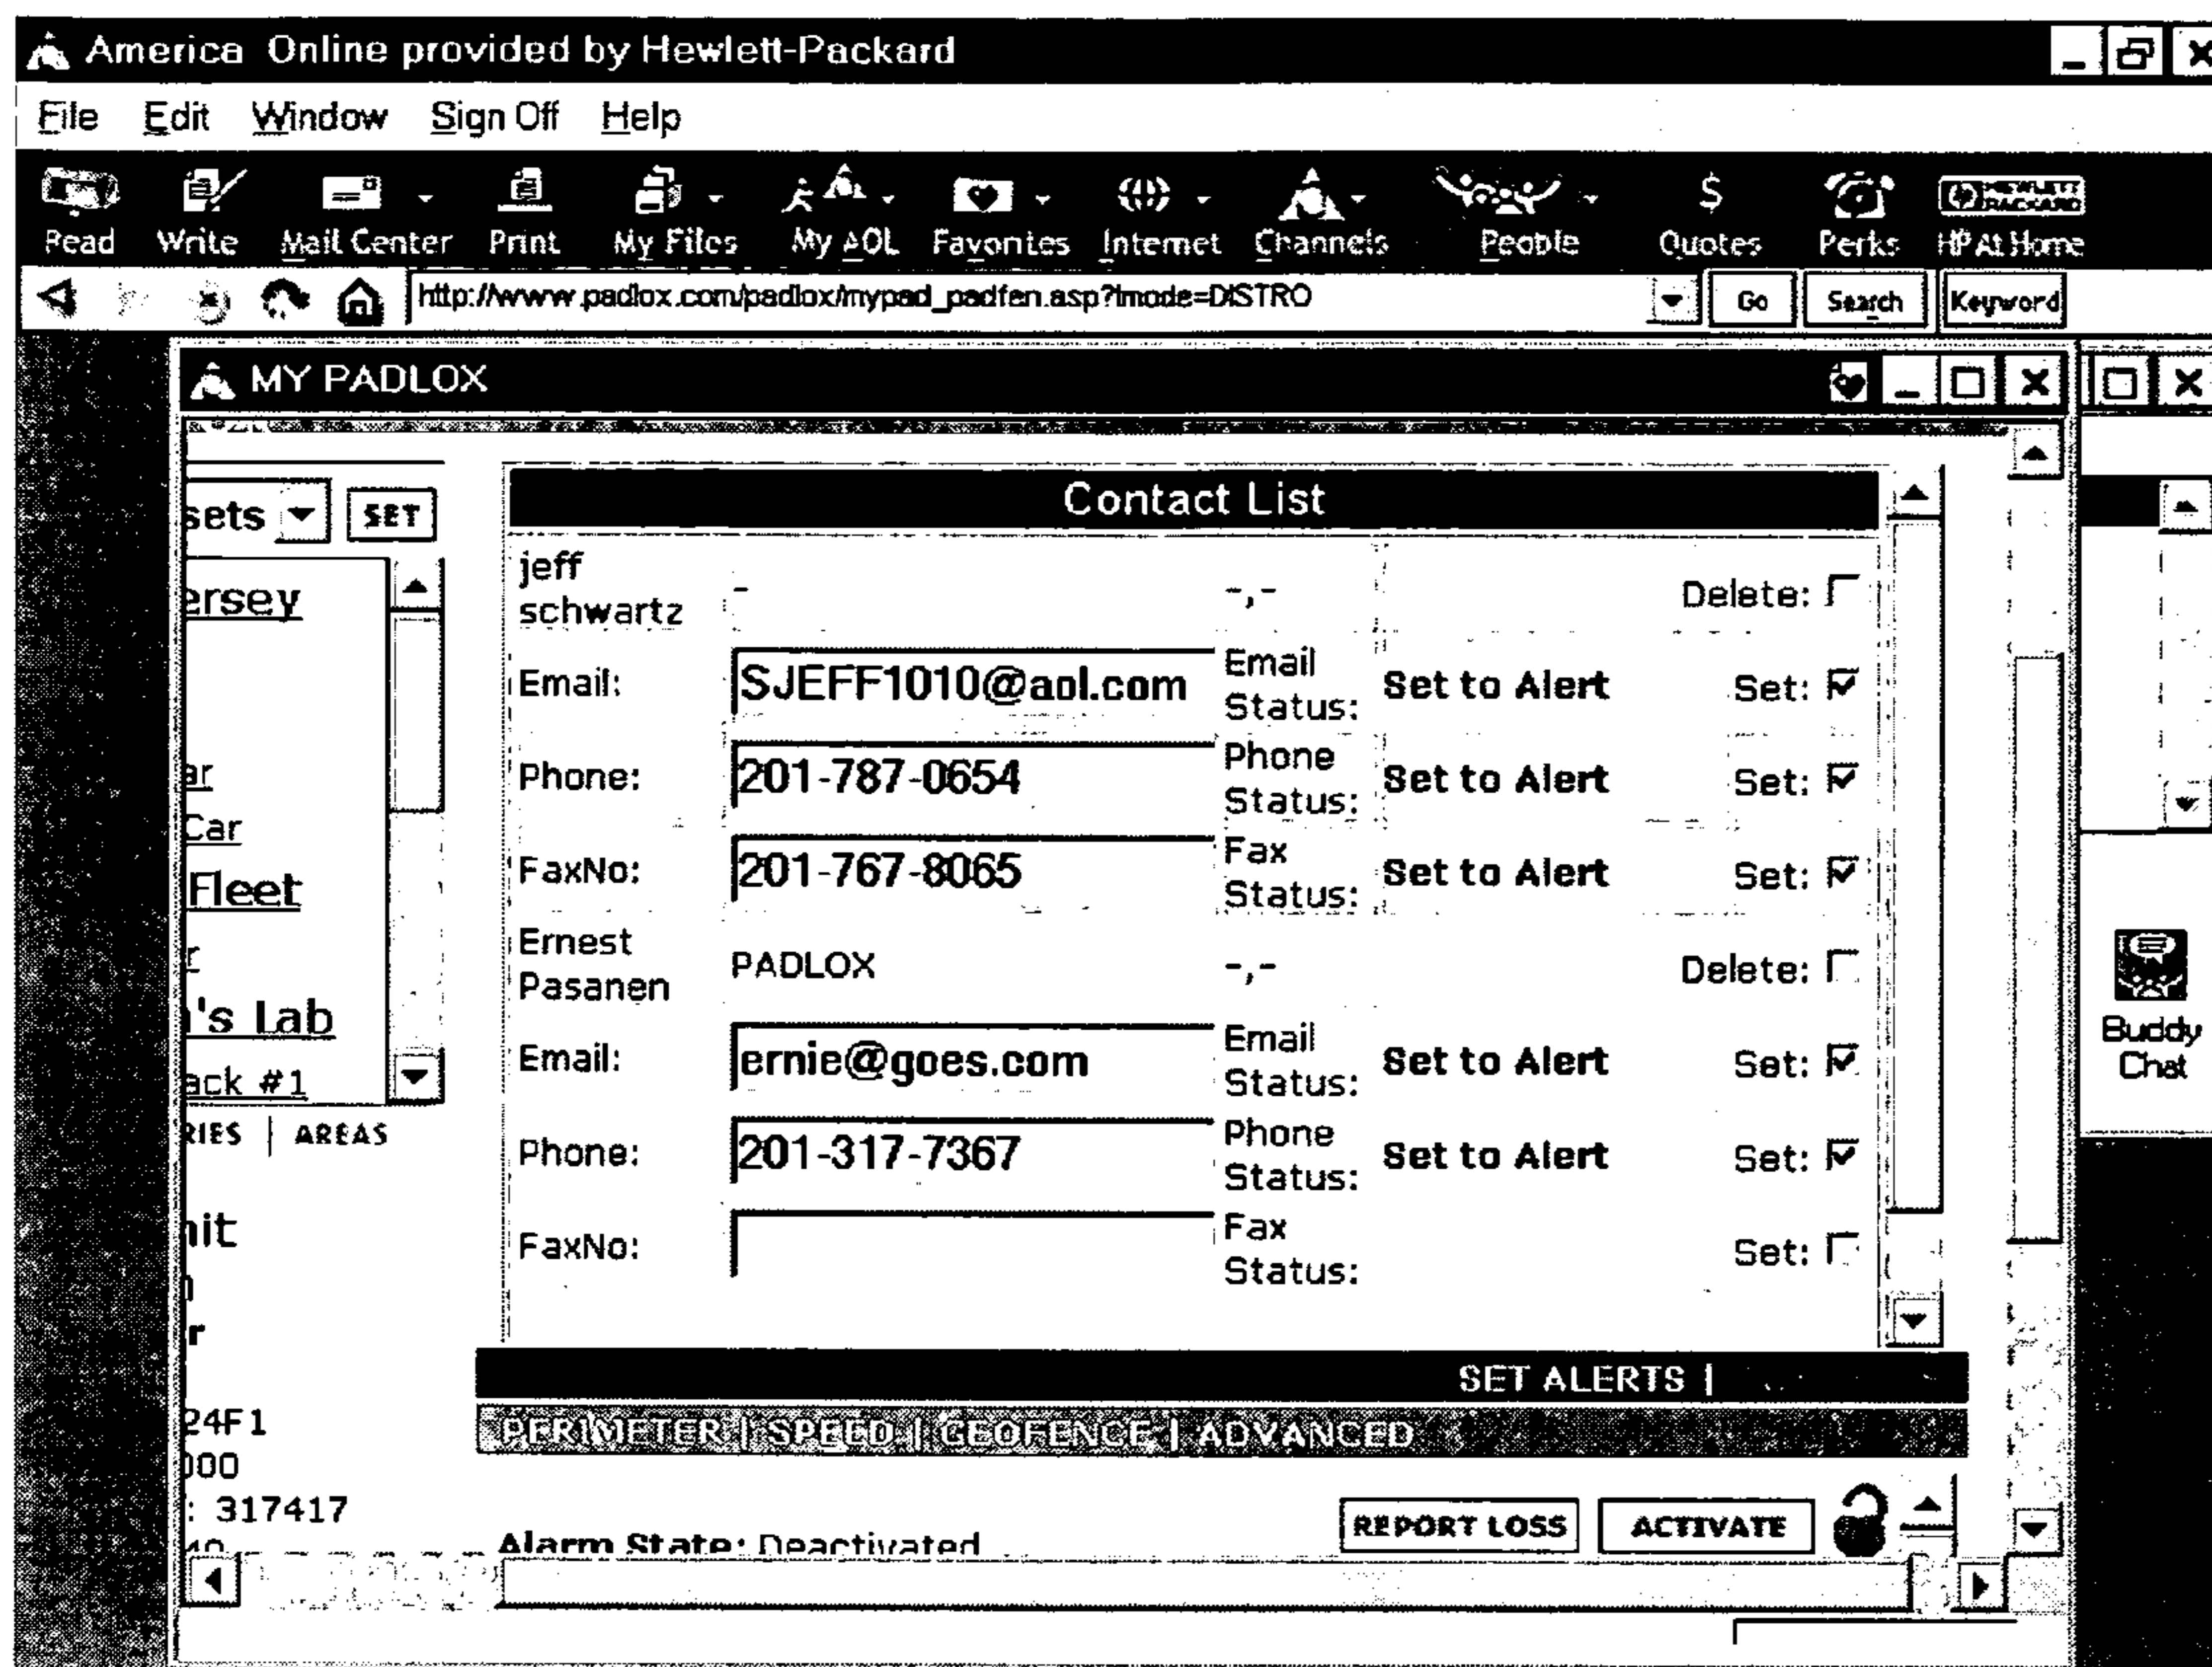 America Online provided by Hewlett-Packard
File Edit Window Sign Off Help
Read Write Mail Center Print My Files My AOL Favorites Internet Channels People Quotes Perks HP At Home
HEWLETT PACKARD
http://www.padlox.com/padlox/mypad_padfen.asp?lmode=DISTRO Go Search Keyword
MY PADLOX
Contact List
sets SET
jeff schwartz - -,- Delete:
ersey
Email: SJEFF1010@aol.com Email Status: Set to Alert Set:
Phone: 201-787-0654 Phone Status: Set to Alert Set:
ar
Car
FaxNo: 201-767-8065 Fax Status: Set to Alert Set:
Fleet
Ernest Pasanen PADLOX -,- Delete:
r
's Lab
Email: ernie@goes.com Email Status: Set to Alert Set:
ack #1
Buddy Chat
RIES | AREAS
Phone: 201-317-7367 Phone Status: Set to Alert Set:
nit
FaxNo: Fax Status: Set:
r
SET ALERTS |
24F1
PERIMETER | SPEED | GEOFENCE | ADVANCED
000
: 317417
REPORT LOSS ACTIVATE
Alarm State: Deactivated